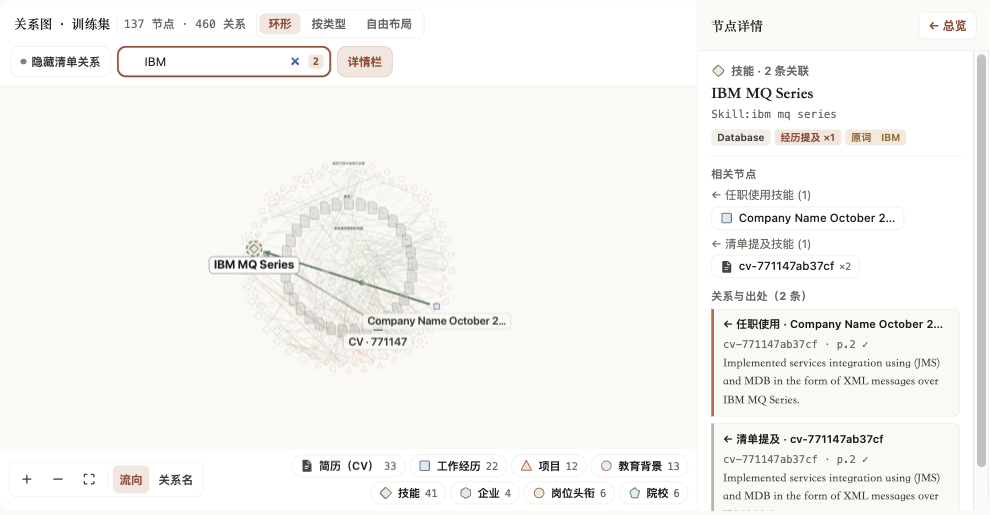 关系图 · 训练集
137 节点 · 460 关系
环形
按类型
自由布局
隐藏清单关系
IBM
2
详情栏
IBM MQ Series
Company Name October 2...
CV · 771147
流向
关系名
简历（CV） 33
工作经历 22
项目 12
教育背景 13
技能 41
企业 4
岗位头衔 6
院校 6
节点详情
← 总览
技能 · 2 条关联
IBM MQ Series
Skill:ibm mq series
Database
经历提及 ×1
原词 IBM
相关节点
← 任职使用技能 (1)
Company Name October 2...
← 清单提及技能 (1)
cv-771147ab37cf ×2
关系与出处（2 条）
← 任职使用 · Company Name October 2...
cv-771147ab37cf · p.2 ✓
Implemented services integration using (JMS)
and MDB in the form of XML messages over
IBM MQ Series.
← 清单提及 · cv-771147ab37cf
cv-771147ab37cf · p.2 ✓
Implemented services integration using (JMS)
and MDB in the form of XML messages over